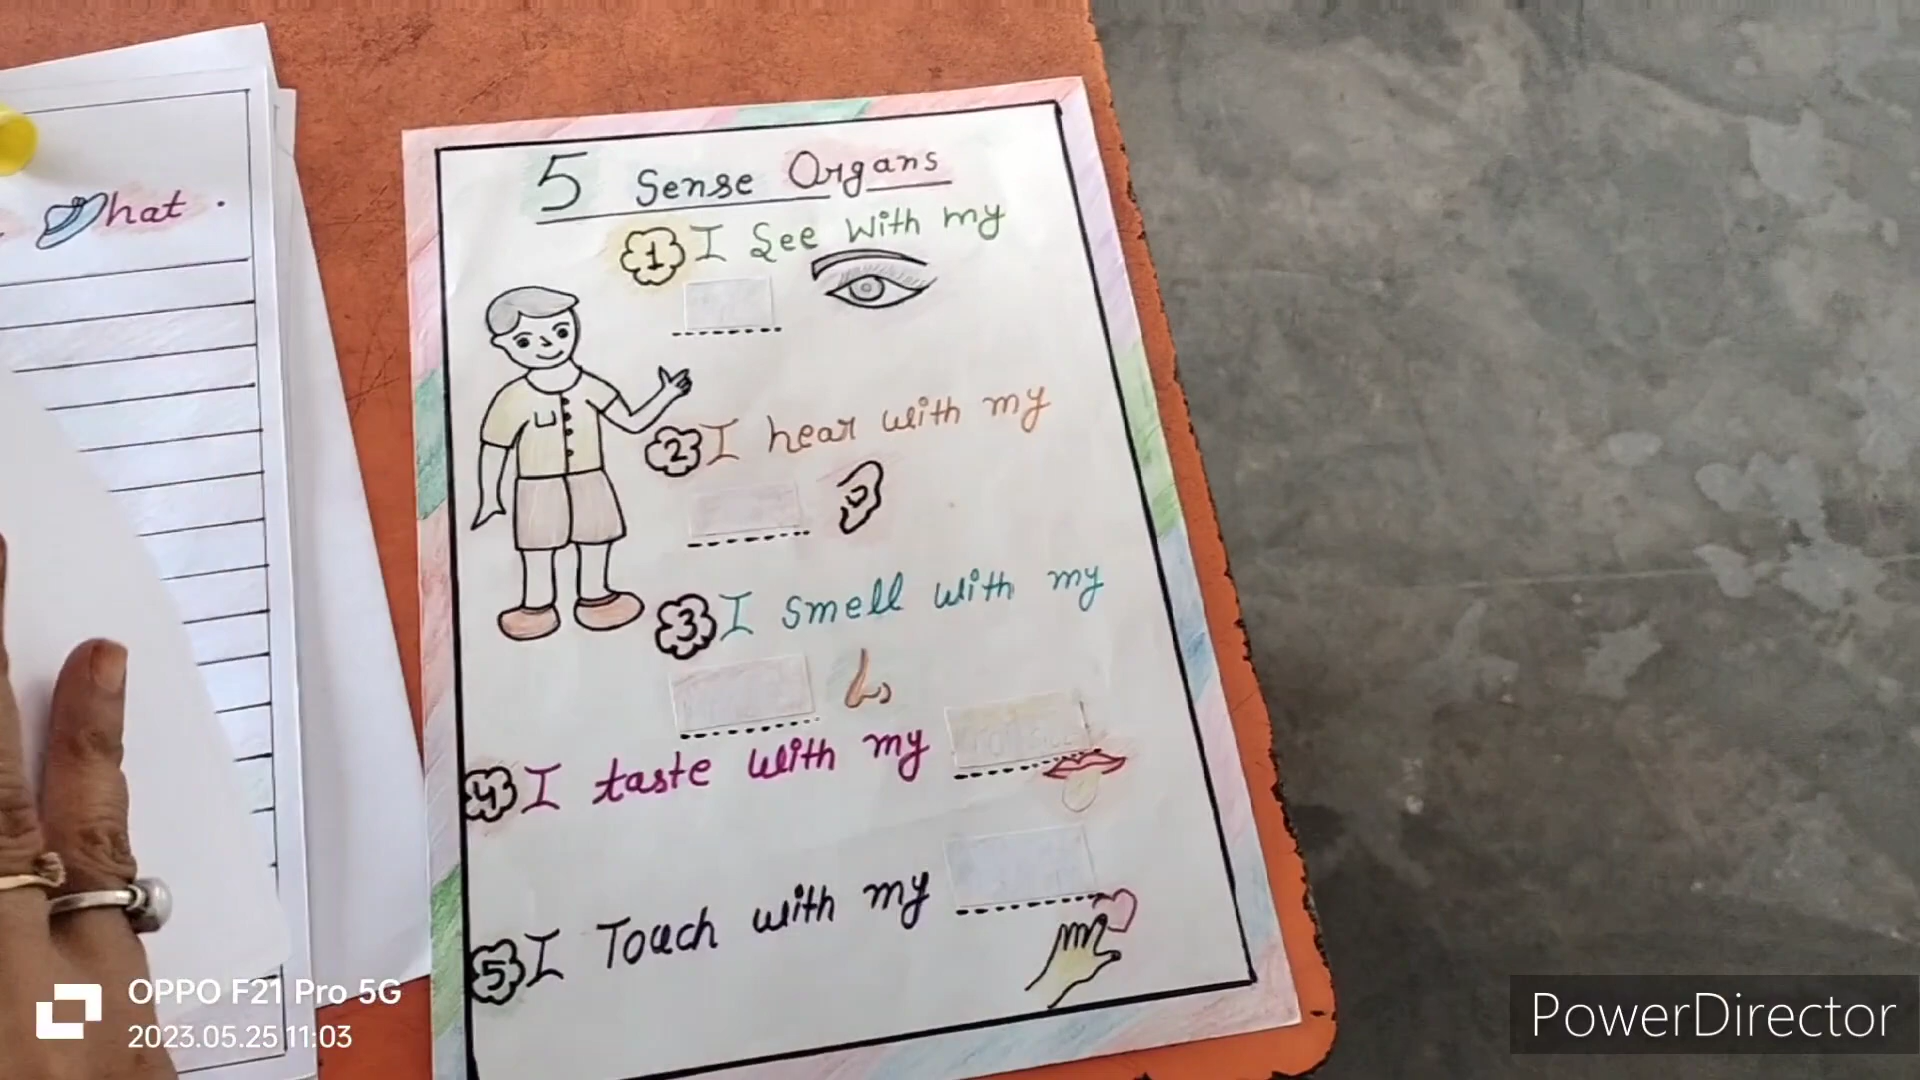 hat.
5 Sense Organs
1 I See With my
2 I hear with my
3 I smell with my
4 I taste with my
5 I Touch with my
OPPO F21 Pro 5G
2023.05.25 11:03
PowerDirector